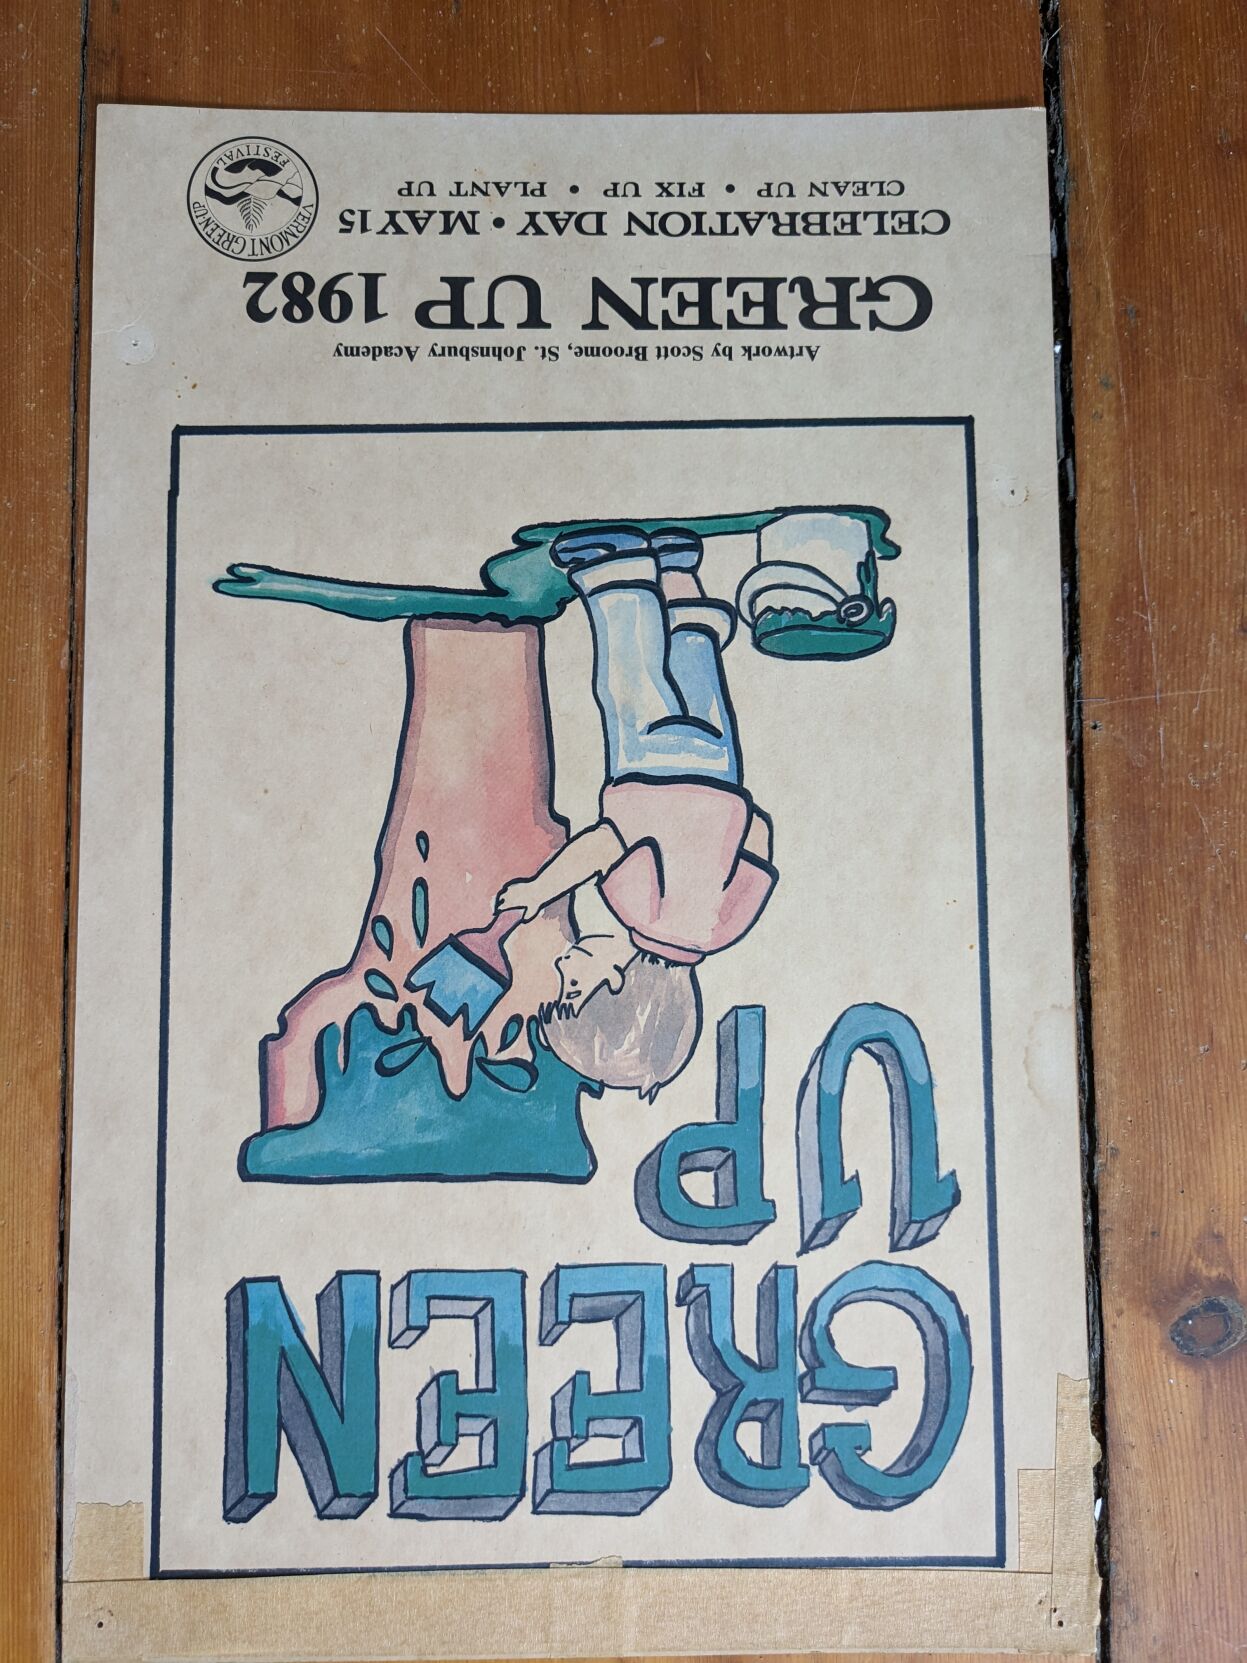 GREEN
UP
Artwork by Scott Broome, St. Johnsbury Academy
GREEN UP 1982
CELEBRATION DAY • MAY 15
CLEAN UP • FIX UP • PLANT UP
VERMONT GREEN UP
FESTIVAL